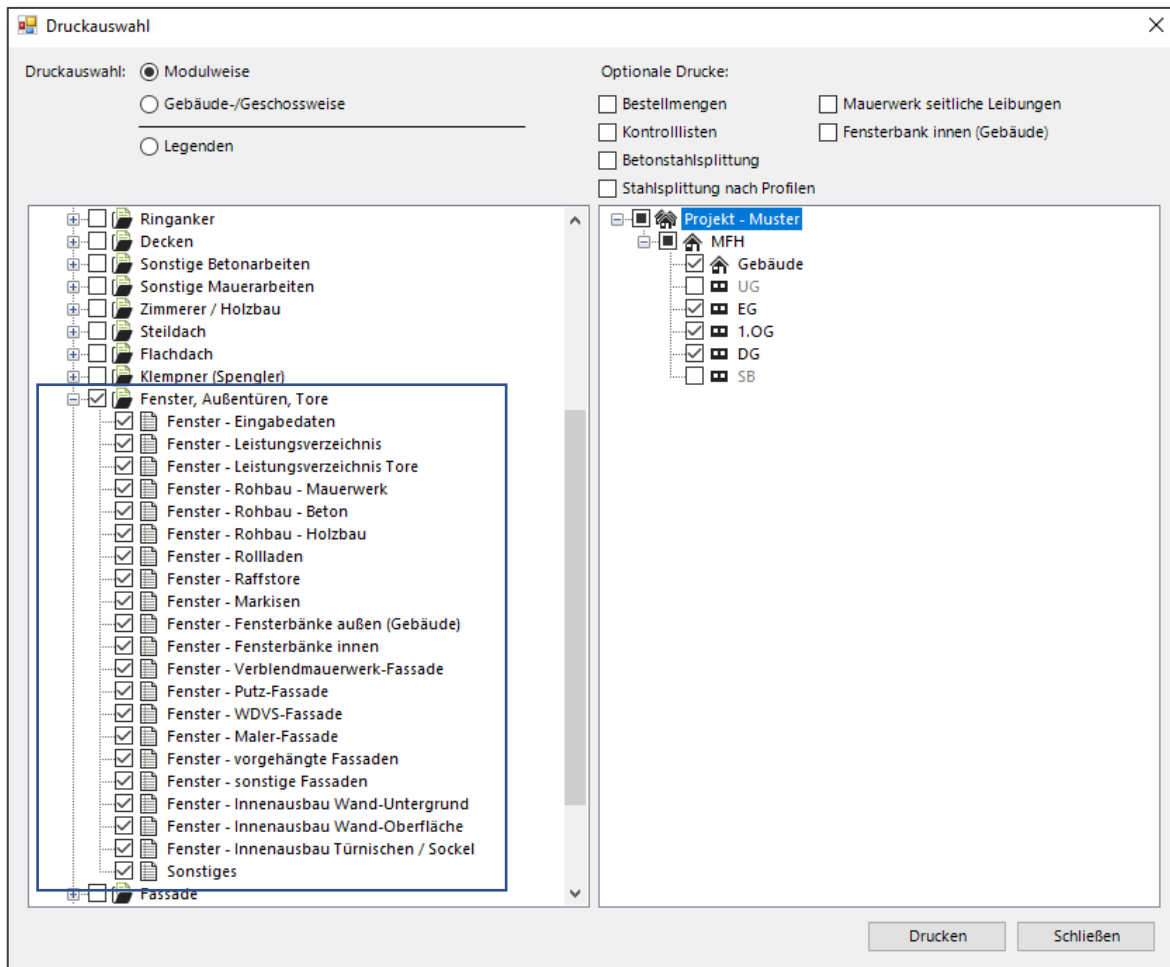 Druckauswahl
Druckauswahl: Modulweise
Gebäude-/Geschossweise
Legenden
Optionale Drucke:
Bestellmengen
Mauerwerk seitliche Leibungen
Kontrolllisten
Fensterbank innen (Gebäude)
Betonstahlsplittung
Stahlsplittung nach Profilen
Ringanker
Decken
Sonstige Betonarbeiten
Sonstige Mauerarbeiten
Zimmerer / Holzbau
Steildach
Flachdach
Klempner (Spengler)
Fenster, Außentüren, Tore
Fenster - Eingabedaten
Fenster - Leistungsverzeichnis
Fenster - Leistungsverzeichnis Tore
Fenster - Rohbau - Mauerwerk
Fenster - Rohbau - Beton
Fenster - Rohbau - Holzbau
Fenster - Rollladen
Fenster - Raffstore
Fenster - Markisen
Fenster - Fensterbänke außen (Gebäude)
Fenster - Fensterbänke innen
Fenster - Verblendmauerwerk-Fassade
Fenster - Putz-Fassade
Fenster - WDVS-Fassade
Fenster - Maler-Fassade
Fenster - vorgehängte Fassaden
Fenster - sonstige Fassaden
Fenster - Innenausbau Wand-Untergrund
Fenster - Innenausbau Wand-Oberfläche
Fenster - Innenausbau Türnischen / Sockel
Sonstiges
Fassade
Projekt - Muster
MFH
Gebäude
UG
EG
1.OG
DG
SB
Drucken
Schließen